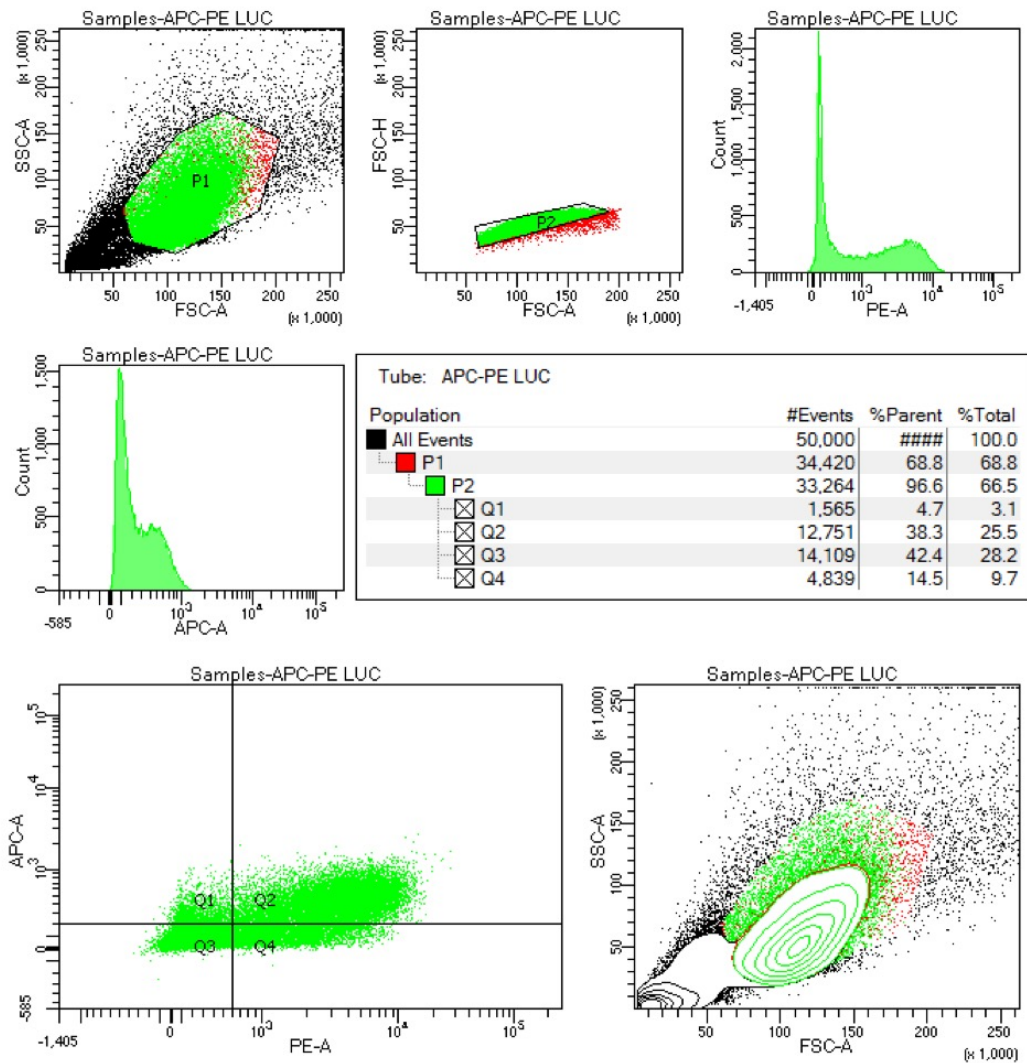 Samples-APC-PE LUC
(x 1,000)
250
200
150
100
50
SSC-A
P1
50 100 150 200 250
FSC-A
(x 1,000)
Samples-APC-PE LUC
(x 1,000)
250
200
150
100
50
FSC-H
P2
50 100 150 200 250
FSC-A
(x 1,000)
Samples-APC-PE LUC
2,000
1,500
1,000
500
0
Count
-1,405
0 10^3 10^4 10^5
PE-A
Samples-APC-PE LUC
1,500
1,000
500
0
Count
-585
0 10^3 10^4 10^5
APC-A
Tube: APC-PE LUC
Population #Events %Parent %Total
All Events 50,000 #### 100.0
P1 34,420 68.8 68.8
P2 33,264 96.6 66.5
Q1 1,565 4.7 3.1
Q2 12,751 38.3 25.5
Q3 14,109 42.4 28.2
Q4 4,839 14.5 9.7
Samples-APC-PE LUC
10^5
10^4
10^3
0
-585
APC-A
Q1 Q2
Q3 Q4
-1,405
0 10^3 10^4 10^5
PE-A
Samples-APC-PE LUC
(x 1,000)
250
200
150
100
50
SSC-A
50 100 150 200 250
FSC-A
(x 1,000)